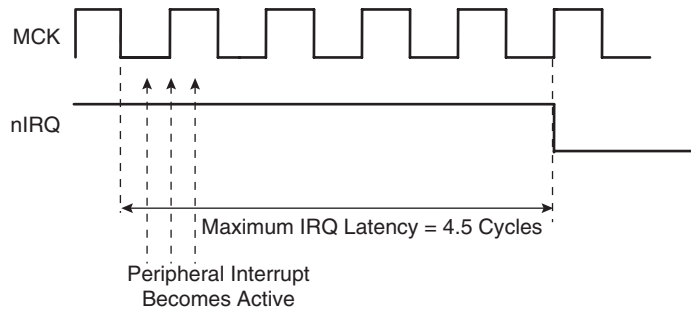 MCK
nIRQ
Maximum IRQ Latency = 4.5 Cycles
Peripheral Interrupt
Becomes Active